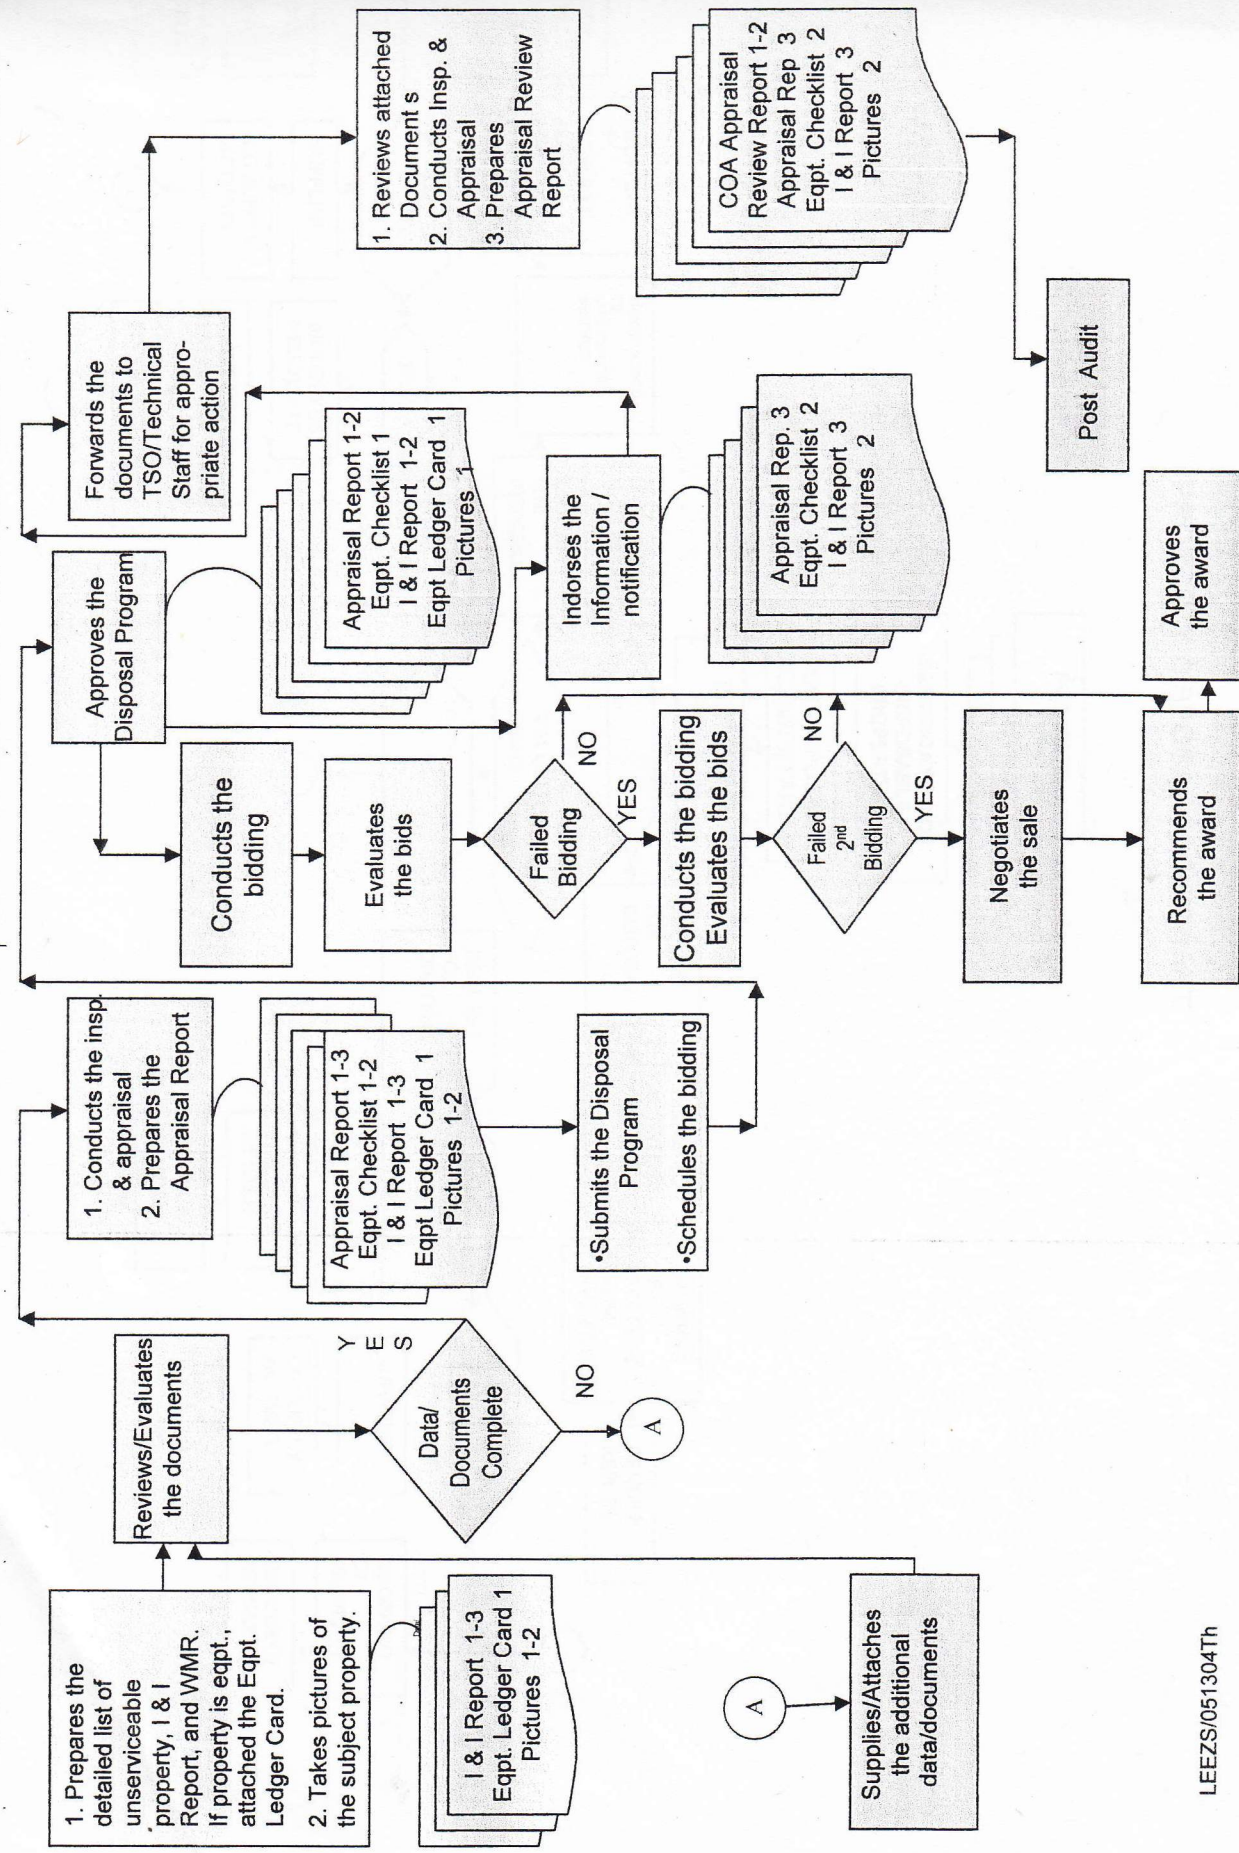 1. Prepares the
detailed list of
unserviceable
property, I & I
Report, and WMR.
If property is eqpt.,
attached the Eqpt.
Ledger Card.
2. Takes pictures of
the subject property.
I & I Report 1-3
Eqpt. Ledger Card 1
Pictures 1-2
A
Supplies/Attaches
the additional
data/documents
Reviews/Evaluates
the documents
Data/
Documents
Complete
Y
E
S
NO
A
1. Conducts the insp.
& appraisal
2. Prepares the
Appraisal Report
Appraisal Report 1-3
Eqpt. Checklist 1-2
I & I Report 1-3
Eqpt Ledger Card 1
Pictures 1-2
•Submits the Disposal
Program
•Schedules the bidding
Approves the
Disposal Program
Appraisal Report 1-2
Eqpt. Checklist 1
I & I Report 1-2
Eqpt Ledger Card 1
Pictures 1
Conducts the
bidding
Evaluates
the bids
Failed
Bidding
NO
YES
Conducts the bidding
Evaluates the bids
Failed
2nd
Bidding
NO
YES
Negotiates
the sale
Recommends
the award
Approves
the award
Indorses the
Information /
notification
Appraisal Rep. 3
Eqpt. Checklist 2
I & I Report 3
Pictures 2
Forwards the
documents to
TSO/Technical
Staff for appro-
priate action
1. Reviews attached
Document s
2. Conducts Insp. &
Appraisal
3. Prepares
Appraisal Review
Report
COA Appraisal
Review Report 1-2
Appraisal Rep 3
Eqpt. Checklist 2
I & I Report 3
Pictures 2
Post Audit
LEEZS/051304Th